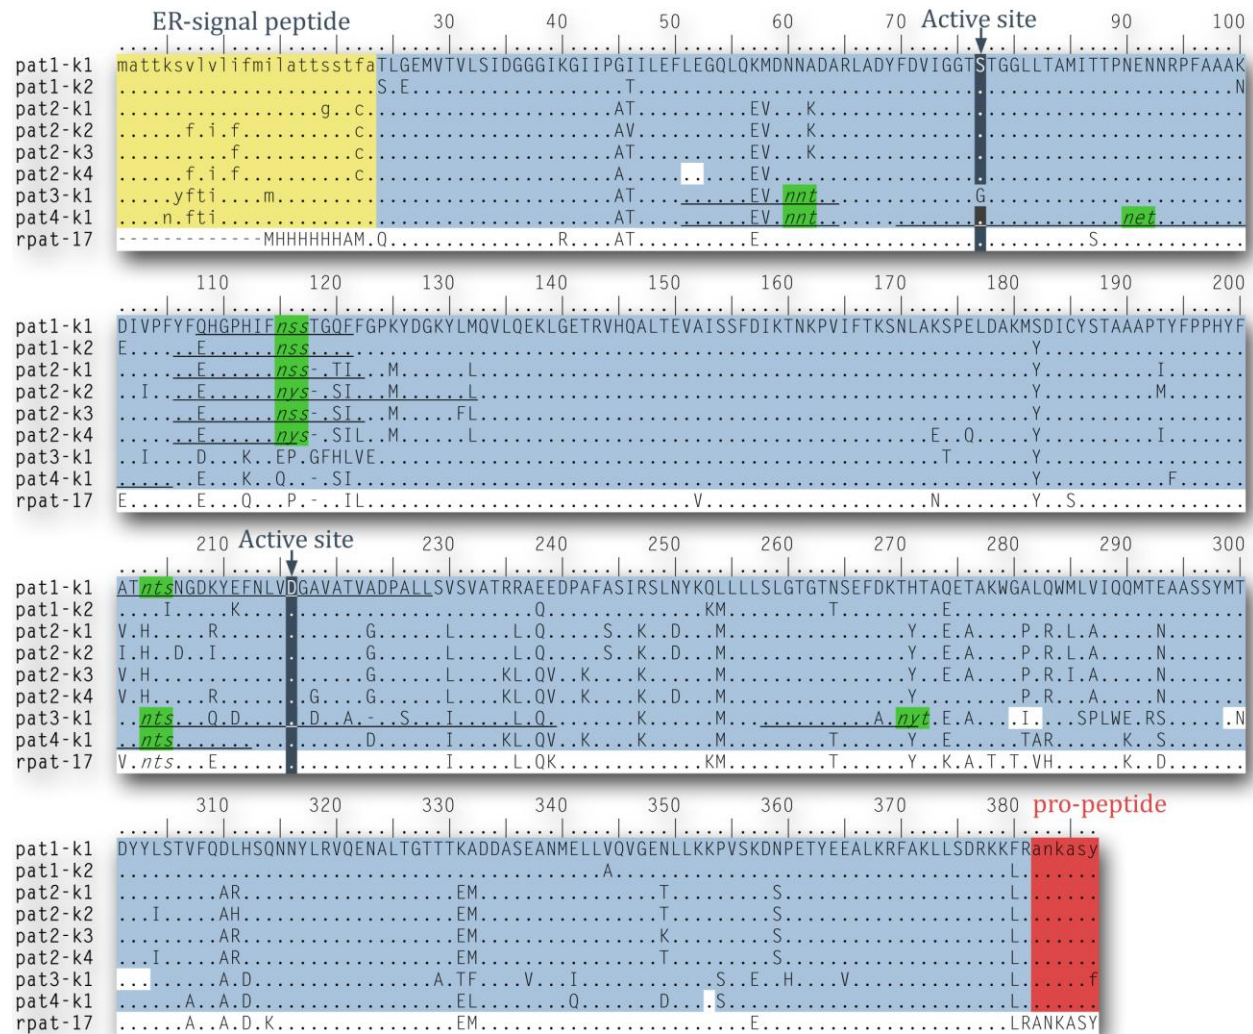 ER-signal peptide
Active site
30 40 50 60 70 80 90 100
pat1-k1 mattksvlvlifmilattsstfaTLGEMVTVLSIDGGGIKGIIPGIILEFLEGQLQKMDNNADARLADYFDVIGGTSTGGLLTAMITTPNENNRPFAAAK
pat1-k2 .......................S.E...................T.....................................................N
pat2-k1 ..................g..c......................AT..........EV...K......................................
pat2-k2 ......f.i.f..........c......................AV..........EV...K......................................
pat2-k3 ..........f..........c......................AT..........EV...K......................................
pat2-k4 ......f.i.f..........c......................A...........EV..........................................
pat3-k1 .....yfti....m..............................AT..........EV.nnt..............G.......................
pat4-k1 ....n.fti...................................AT..........EV.nnt...........................net........
rpat-17 -------------MHHHHHHHAM.Q..............R....AT..........E.............................S.............
110 120 130 140 150 160 170 180 190 200
pat1-k1 DIVPFYFQHGPHIFnssTGQFFGPKYDGKYLMQVLQEKLGETRVHQALTEVAISSFDIKTNKPVIFTKSNLAKSPELDAKMSDICYSTAAAPTYFPPHYF
pat1-k2 E......E......nss................................................................Y..................
pat2-k1 .......E......nss-.TI...M......L.................................................Y..........I.......
pat2-k2 ..I....E......nys-.SI...M......L.................................................Y..........M.......
pat2-k3 .......E......nss-.SI...M.....FL.................................................Y..................
pat2-k4 .......E......nys-.SIL..M......L........................................E..Q.....Y..........I.......
pat3-k1 ..I....D...K..EP.GFHLVE..................................................T..........................
pat4-k1 .......E...K..Q..-.SI............................................................Y...........F......
rpat-17 E......E...Q...P.-.IL.............................V....................N........Y..S...............
210 Active site 230 240 250 260 270 280 290 300
pat1-k1 ATntsNGDKYEFNLVDGAVATVADPALLSVSVATRRAEEDPAFASIRSLNYKQLLLLSLGTGTNSEFDKTHTAQETAKWGALQWMLVIQQMTEAASSYMT
pat1-k2 ....I.....K..........................Q..............KM.........T.........E..........................
pat2-k1 V.H.....R.............G......L.....L.Q.....S..K..D...M................Y..E.A....P.R.L.A.....N.......
pat2-k2 I.H..D..I.............G......L.....L.Q.....S..K..D...M................Y..E.A....P.R.L.A.....N.......
pat2-k3 V.H...................G......L....KL.QV...K....K......M................Y..E.A....P.R.I.A.....N.......
pat2-k4 V.H.....R........G....G......L....KL.QV...K....K..D...M................Y.........P.R...A.....N.......
pat3-k1 ..nts...Q.D......D..A.-..S...I.......Q........K......M.............A.nyt.E.A.....I....SPLWE.RS......N
pat4-k1 ..nts.................D......I....KL.QV...K....K......M.........T......Y..E......TAR......K..S.......
rpat-17 V.nts...E....................I.....L.QK.............KM.........T......Y..K.A.T.T.VH......K..D.......
310 320 330 340 350 360 370 380 pro-peptide
pat1-k1 DYYLSTVFQDLHSQNNYLRVQENALTGTTTKADDASEANMELLVQVGENLLKKPVSKDNPETYEEALKRFAKLLSDRKKFRankasy
pat1-k2 ...........................................A...................................L.......
pat2-k1 .........AR...................EM................T.........S....................L.......
pat2-k2 ...I.....AH...................EM................T.........S....................L.......
pat2-k3 .........AR...................EM................K.........S....................L.......
pat2-k4 ...I.....AR...................EM................T.........S....................L.......
pat3-k1 .........A.D................A.TF....V...I............S..E..H....V..............L......f
pat4-k1 ......A..A.D..................EL........Q.......D....S..........................L.......
rpat-17 ......A..A.D.K................EM........................E.......................LRANKASY